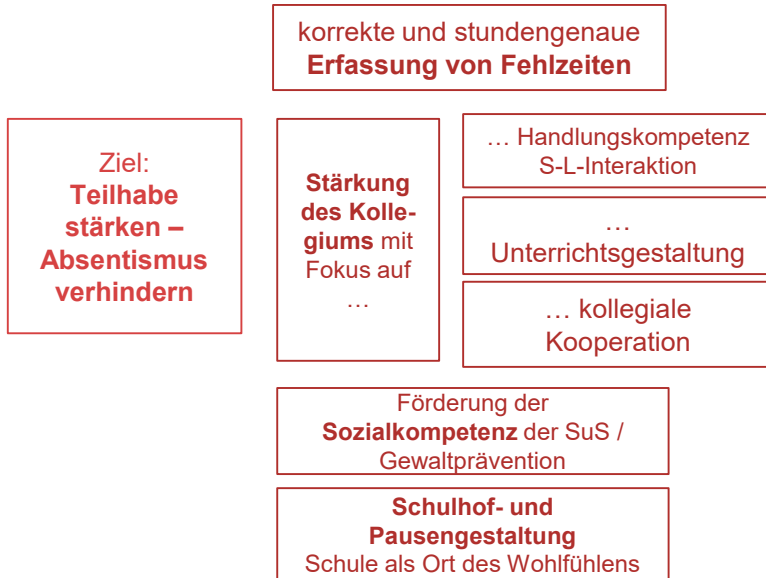 korrekte und stundengenaue
Erfassung von Fehlzeiten
Ziel:
Teilhabe
stärken –
Absentismus
verhindern
Stärkung
des Kolle-
giums mit
Fokus auf
…
… Handlungskompetenz
S-L-Interaktion
…
Unterrichtsgestaltung
… kollegiale
Kooperation
Förderung der
Sozialkompetenz der SuS /
Gewaltprävention
Schulhof- und
Pausengestaltung
Schule als Ort des Wohlfühlens